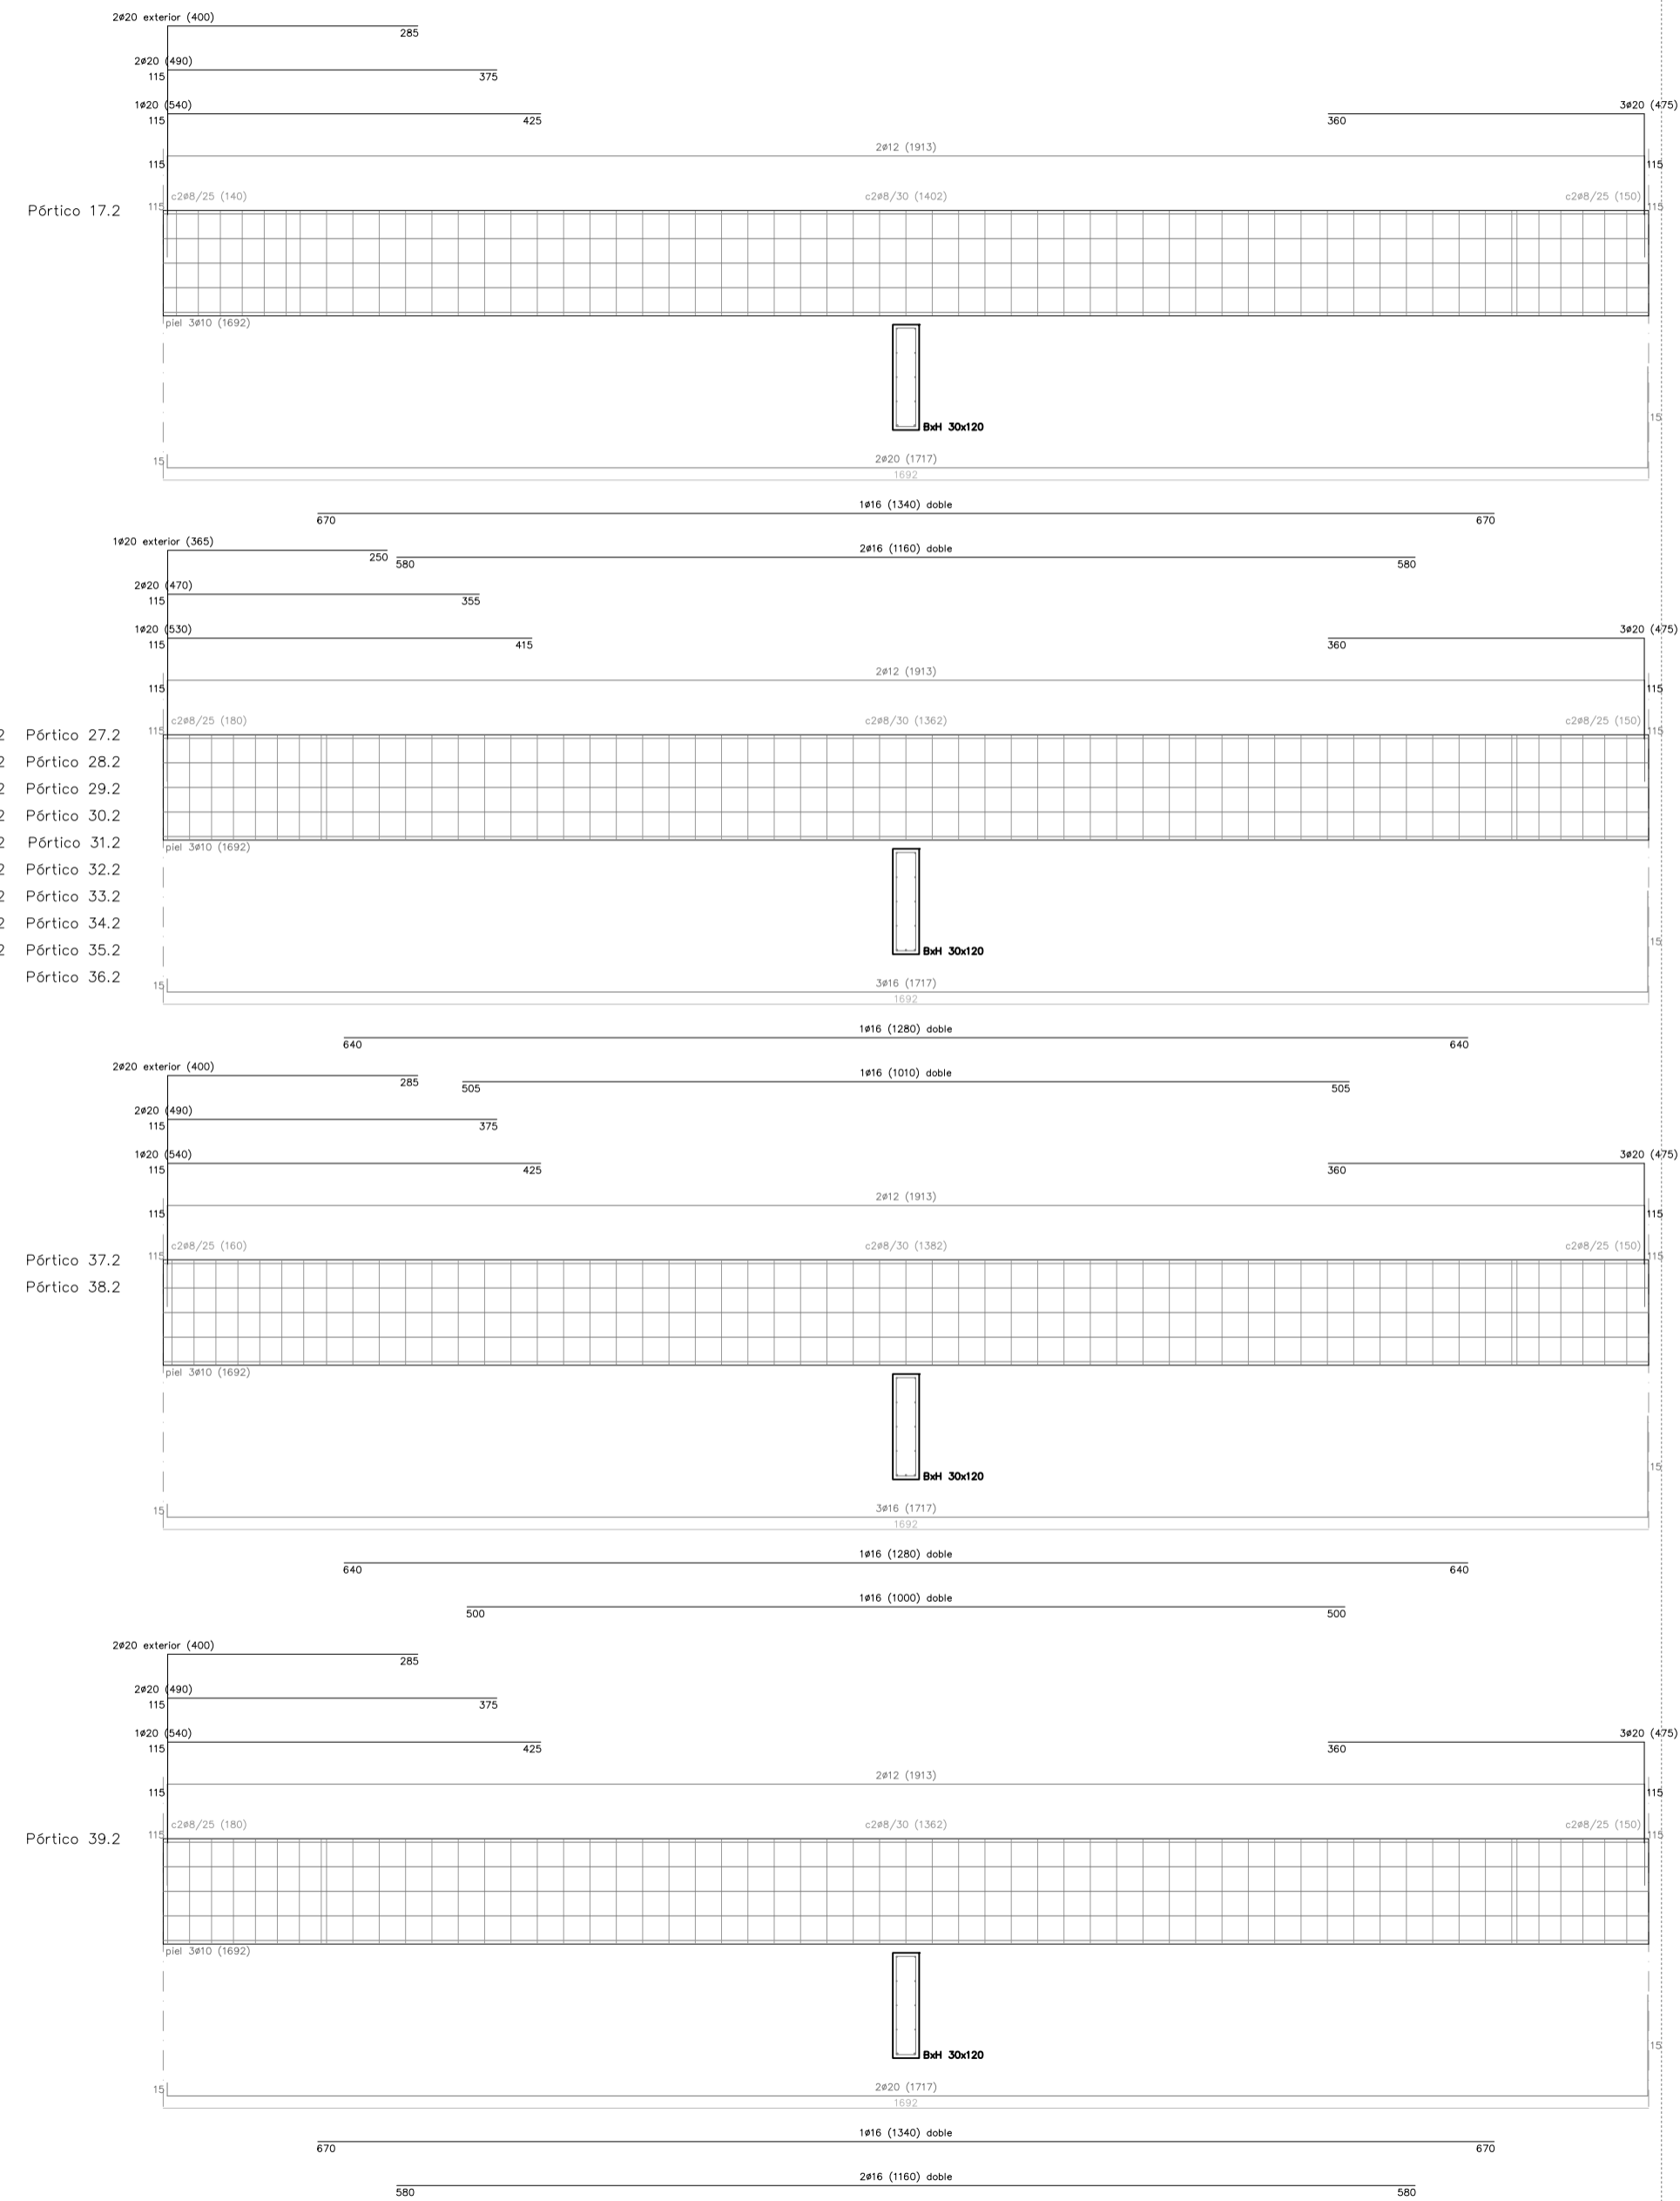 2ø20 exterior (400)
285
2ø20 (490)
115 375
1ø20 (540) 3ø20 (475)
115 425 360
2ø12 (1913)
115 115
c2ø8/25 (140) c2ø8/30 (1402) c2ø8/25 (150)
Pórtico 17.2 115 115
piel 3ø10 (1692)
15
BxH 30x120
15 2ø20 (1717)
1692
1ø16 (1340) doble
670 670
1ø20 exterior (365) 2ø16 (1160) doble
250 580 580
2ø20 (470)
115 355
1ø20 (530) 3ø20 (475)
115 415 360
2ø12 (1913)
115 115
c2ø8/25 (180) c2ø8/30 (1362) c2ø8/25 (150)
2 Pórtico 27.2 115 115
2 Pórtico 28.2
2 Pórtico 29.2
2 Pórtico 30.2
2 Pórtico 31.2 piel 3ø10 (1692)
2 Pórtico 32.2
2 Pórtico 33.2
2 Pórtico 34.2
15
2 Pórtico 35.2 BxH 30x120
Pórtico 36.2 15 3ø16 (1717)
1692
1ø16 (1280) doble
640 640
2ø20 exterior (400) 1ø16 (1010) doble
285 505 505
2ø20 (490)
115 375
1ø20 (540) 3ø20 (475)
115 425 360
2ø12 (1913)
115 115
c2ø8/25 (160) c2ø8/30 (1382) c2ø8/25 (150)
Pórtico 37.2 115 115
Pórtico 38.2
piel 3ø10 (1692)
15
BxH 30x120
15 3ø16 (1717)
1692
1ø16 (1280) doble
640 640
1ø16 (1000) doble
500 500
2ø20 exterior (400)
285
2ø20 (490)
115 375
1ø20 (540) 3ø20 (475)
115 425 360
2ø12 (1913)
115 115
c2ø8/25 (180) c2ø8/30 (1362) c2ø8/25 (150)
Pórtico 39.2 115 115
piel 3ø10 (1692)
15
BxH 30x120
15 2ø20 (1717)
1692
1ø16 (1340) doble
670 670
2ø16 (1160) doble
580 580